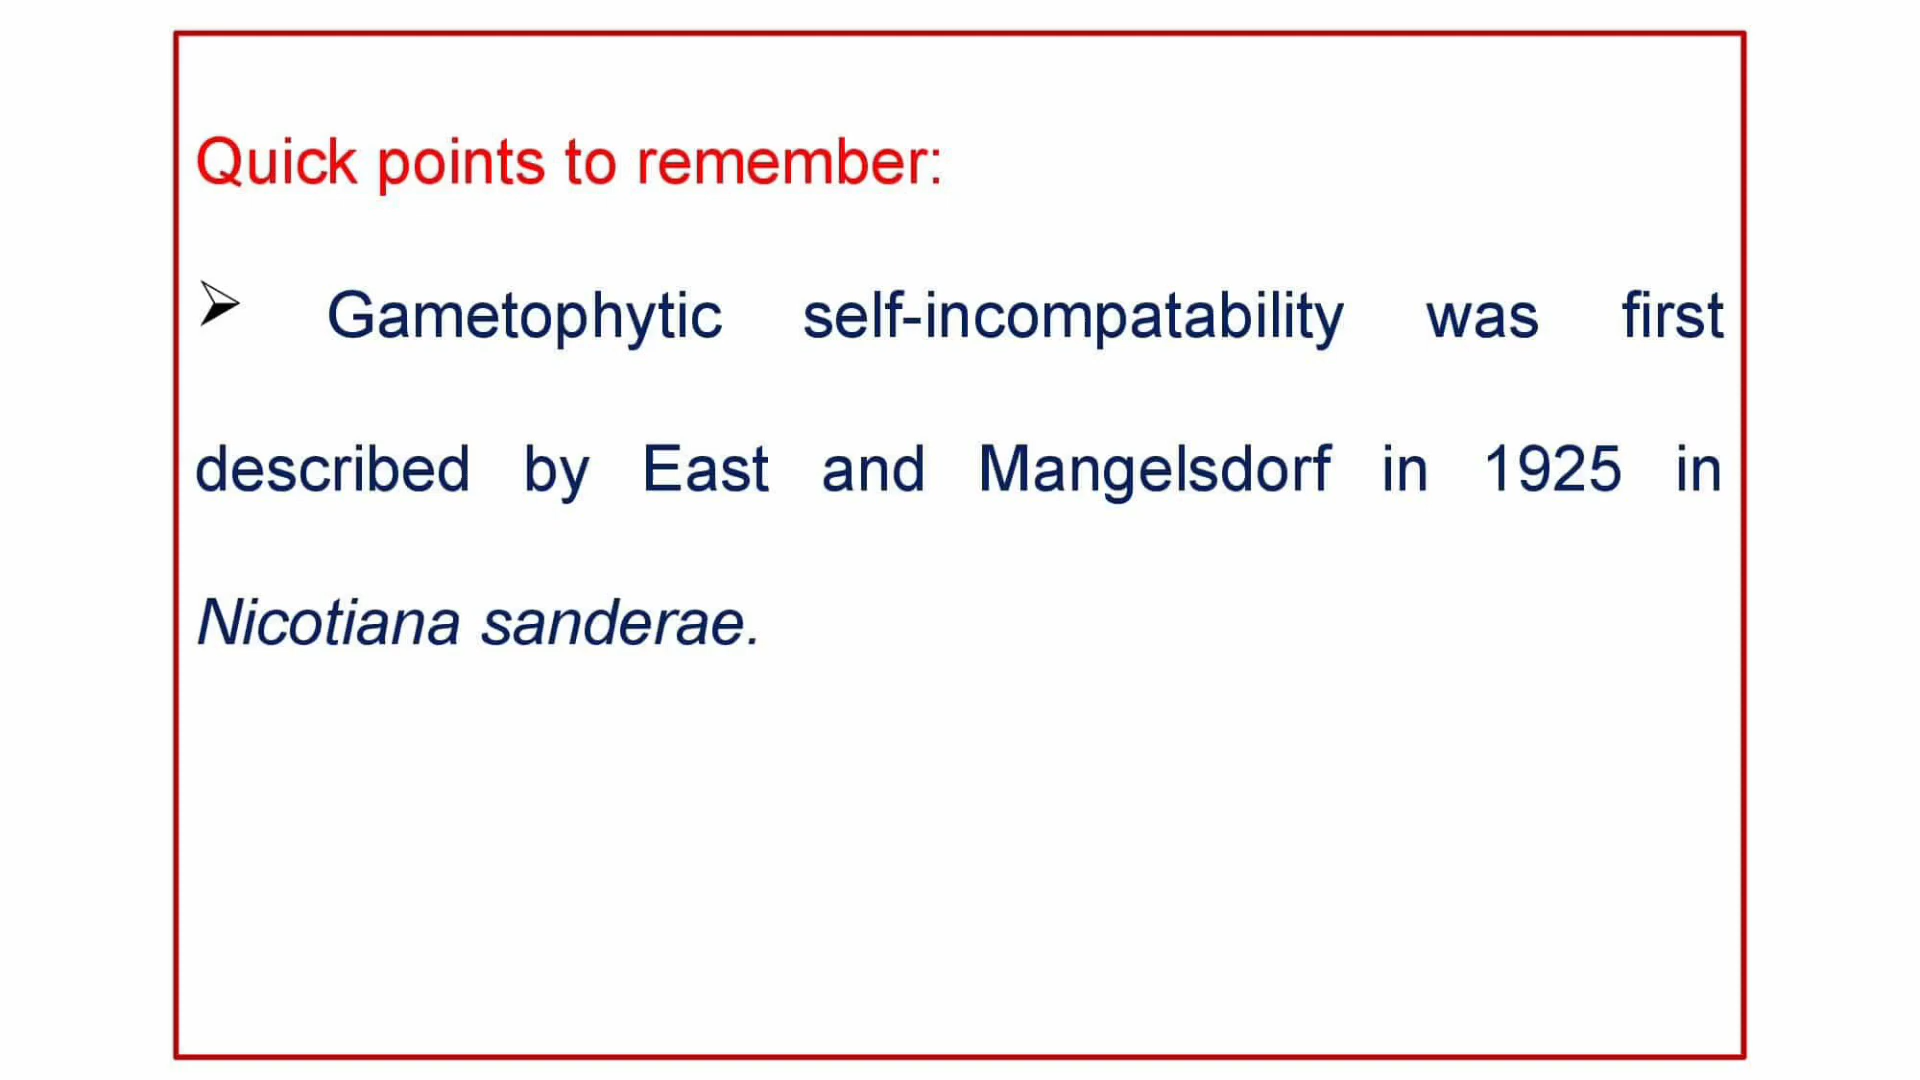 Quick points to remember:
➢ Gametophytic self-incompatability was first
described by East and Mangelsdorf in 1925 in
Nicotiana sanderae.